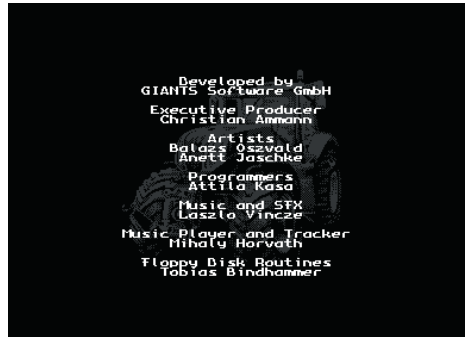 Developed by
GIANTS Software GmbH
Executive Producer
Christian Ammann
Artists
Balazs Oszvald
Anett Jaschke
Programmers
Attila Kasa
Music and SFX
Laszlo Vincze
Music Player and Tracker
Mihaly Horvath
Floppy Disk Routines
Tobias Bindhammer